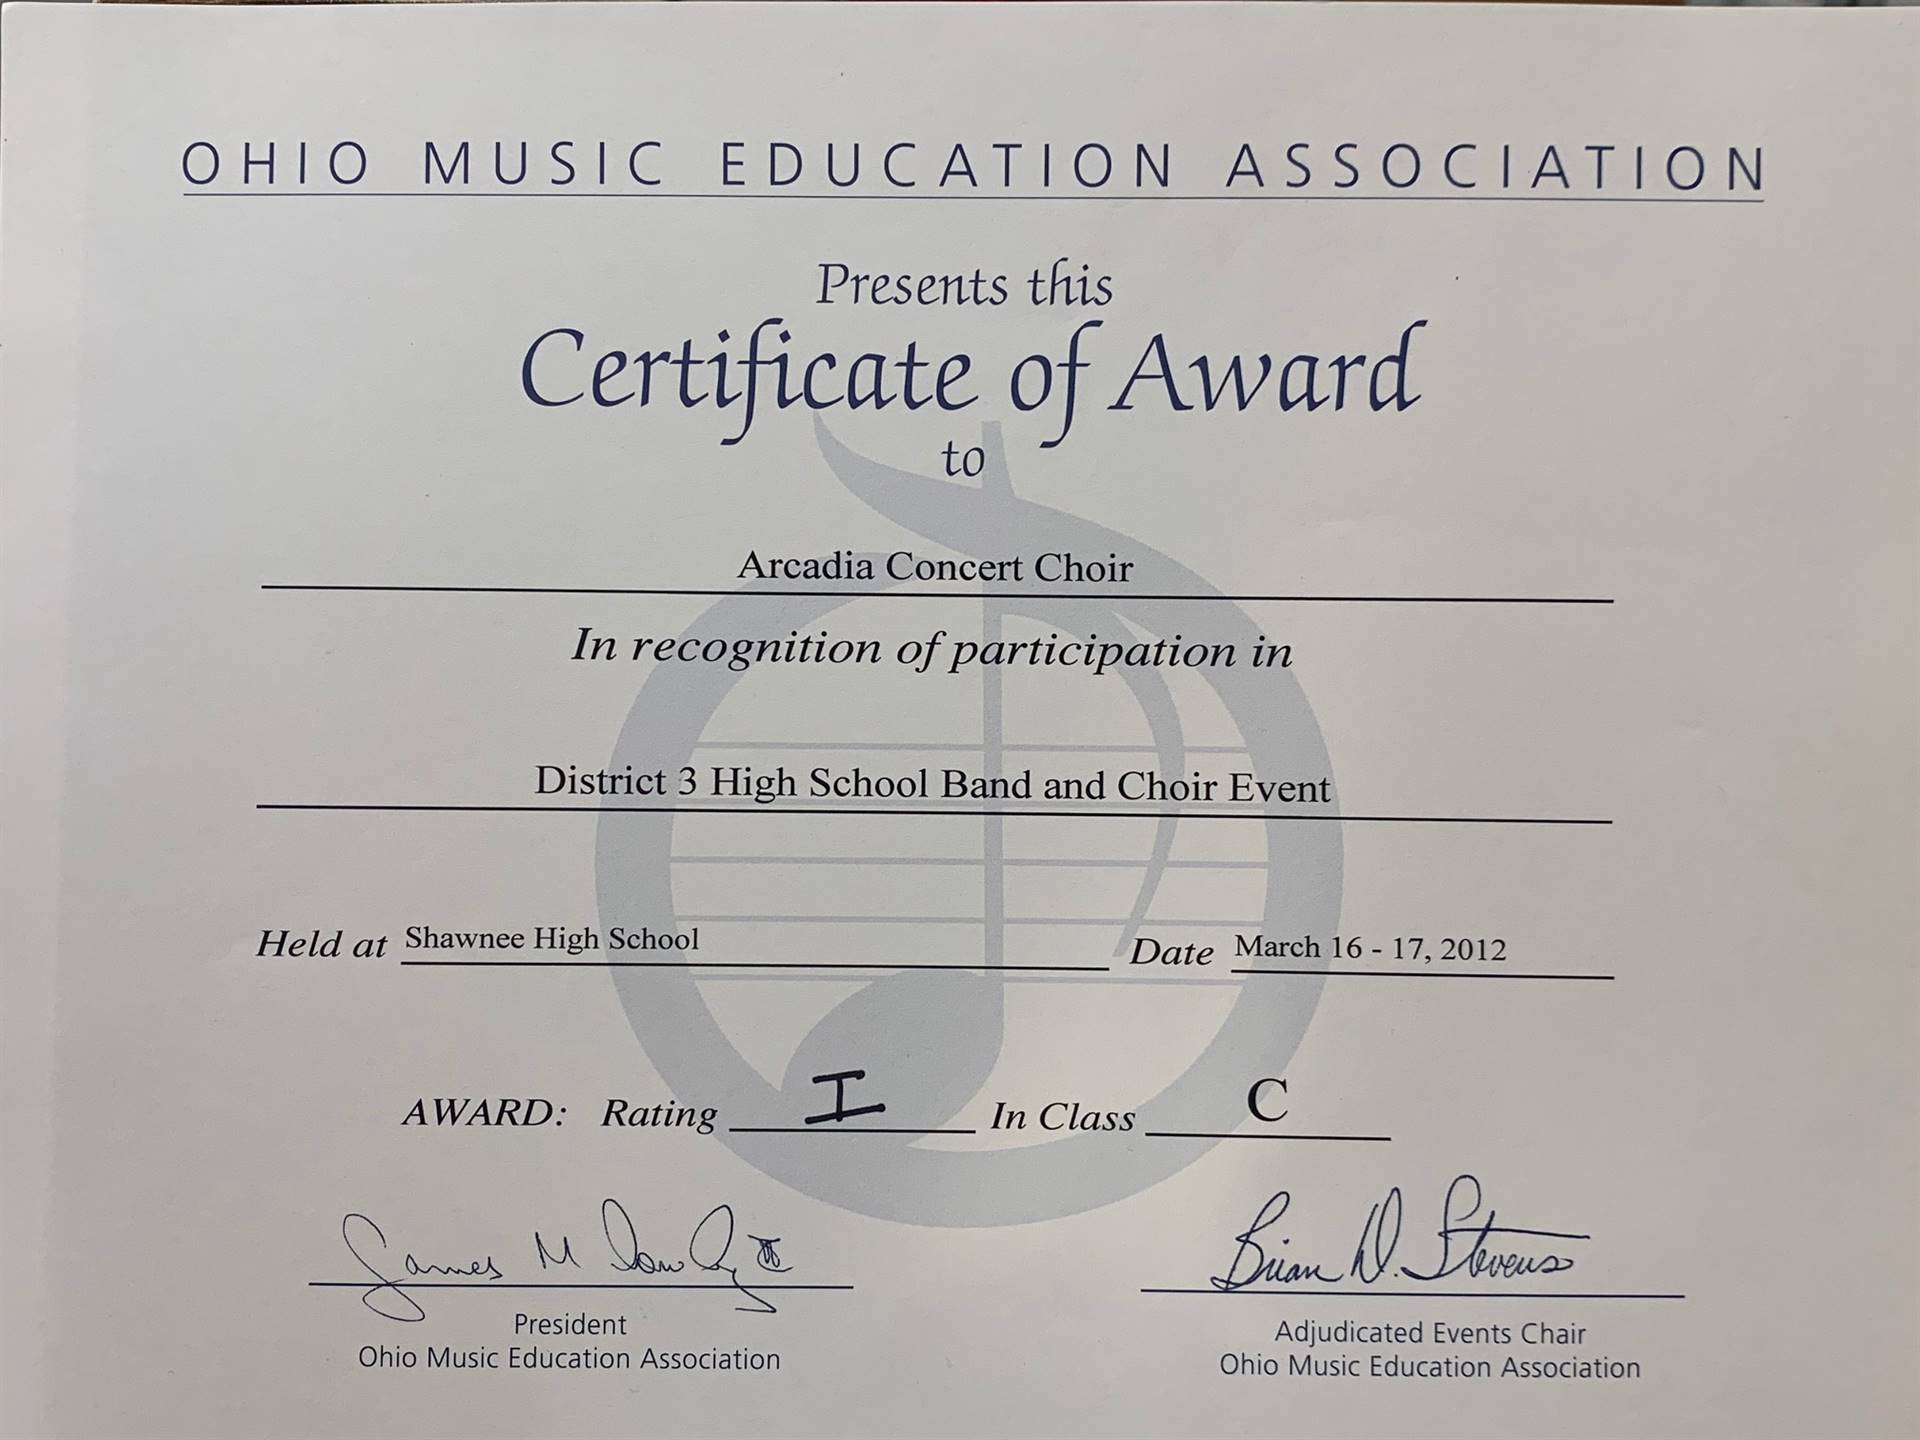 OHIO MUSIC EDUCATION ASSOCIATION
Presents this
Certificate of Award
to
Arcadia Concert Choir
In recognition of participation in
District 3 High School Band and Choir Event
Held at Shawnee High School Date March 16 - 17, 2012
AWARD: Rating I In Class C
James M Brian D. Stevens
President
Ohio Music Education Association
Adjudicated Events Chair
Ohio Music Education Association